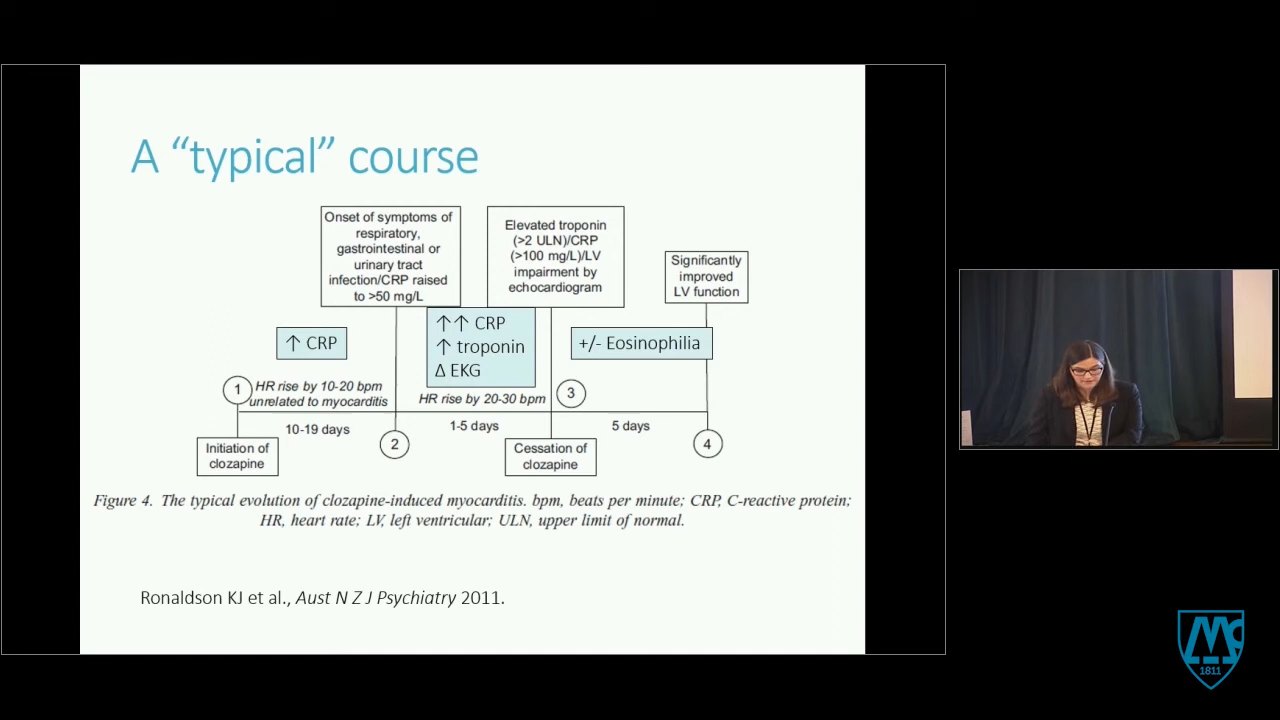 A “typical” course
Onset of symptoms of
respiratory,
gastrointestinal or
urinary tract
infection/CRP raised
to >50 mg/L
Elevated troponin
(>2 ULN)/CRP
(>100 mg/L)/LV
impairment by
echocardiogram
Significantly
improved
LV function
↑ CRP
↑↑ CRP
↑ troponin
Δ EKG
+/- Eosinophilia
1
HR rise by 10-20 bpm
unrelated to myocarditis
HR rise by 20-30 bpm
3
10-19 days
2
1-5 days
5 days
4
Initiation of
clozapine
Cessation of
clozapine
Figure 4. The typical evolution of clozapine-induced myocarditis. bpm, beats per minute; CRP, C-reactive protein;
HR, heart rate; LV, left ventricular; ULN, upper limit of normal.
Ronaldson KJ et al., Aust N Z J Psychiatry 2011.
1811